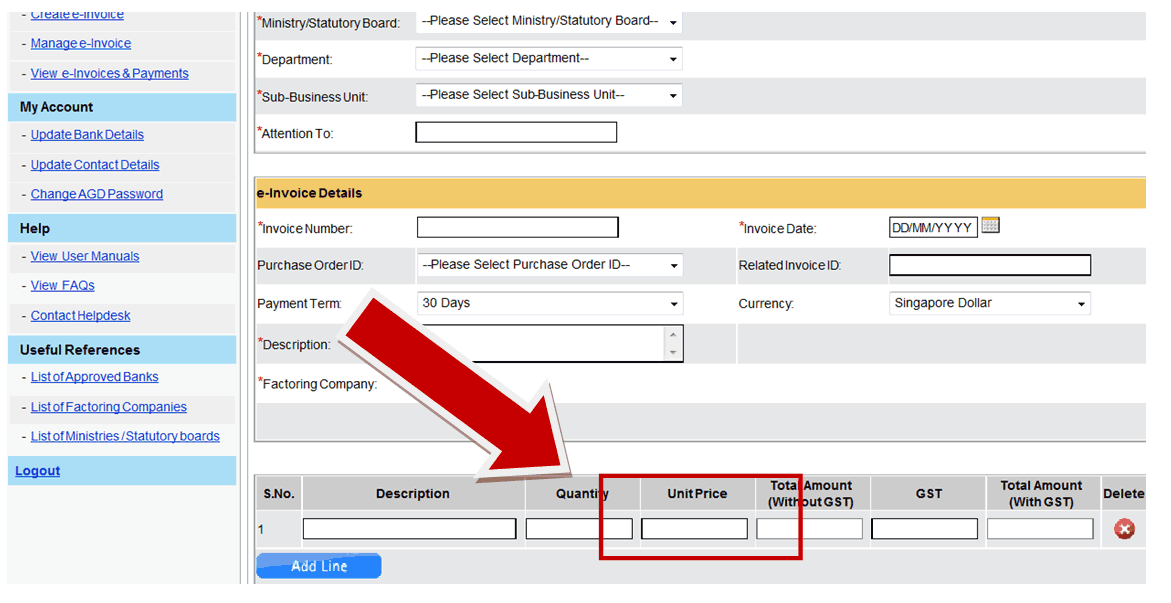 - Create e-Invoice
- Manage e-Invoice
- View e-Invoices & Payments
My Account
- Update Bank Details
- Update Contact Details
- Change AGD Password
Help
- View User Manuals
- View FAQs
- Contact Helpdesk
Useful References
- List of Approved Banks
- List of Factoring Companies
- List of Ministries /Statutory boards
Logout
*Ministry/Statutory Board: --Please Select Ministry/Statutory Board--
*Department: --Please Select Department--
*Sub-Business Unit: --Please Select Sub-Business Unit--
*Attention To:
e-Invoice Details
*Invoice Number: *Invoice Date: DD/MM/YYYY
Purchase Order ID: --Please Select Purchase Order ID-- Related Invoice ID:
Payment Term: 30 Days Currency: Singapore Dollar
*Description:
*Factoring Company:
S.No. Description Quantity Unit Price Total Amount (Without GST) GST Total Amount (With GST) Delete
1
Add Line